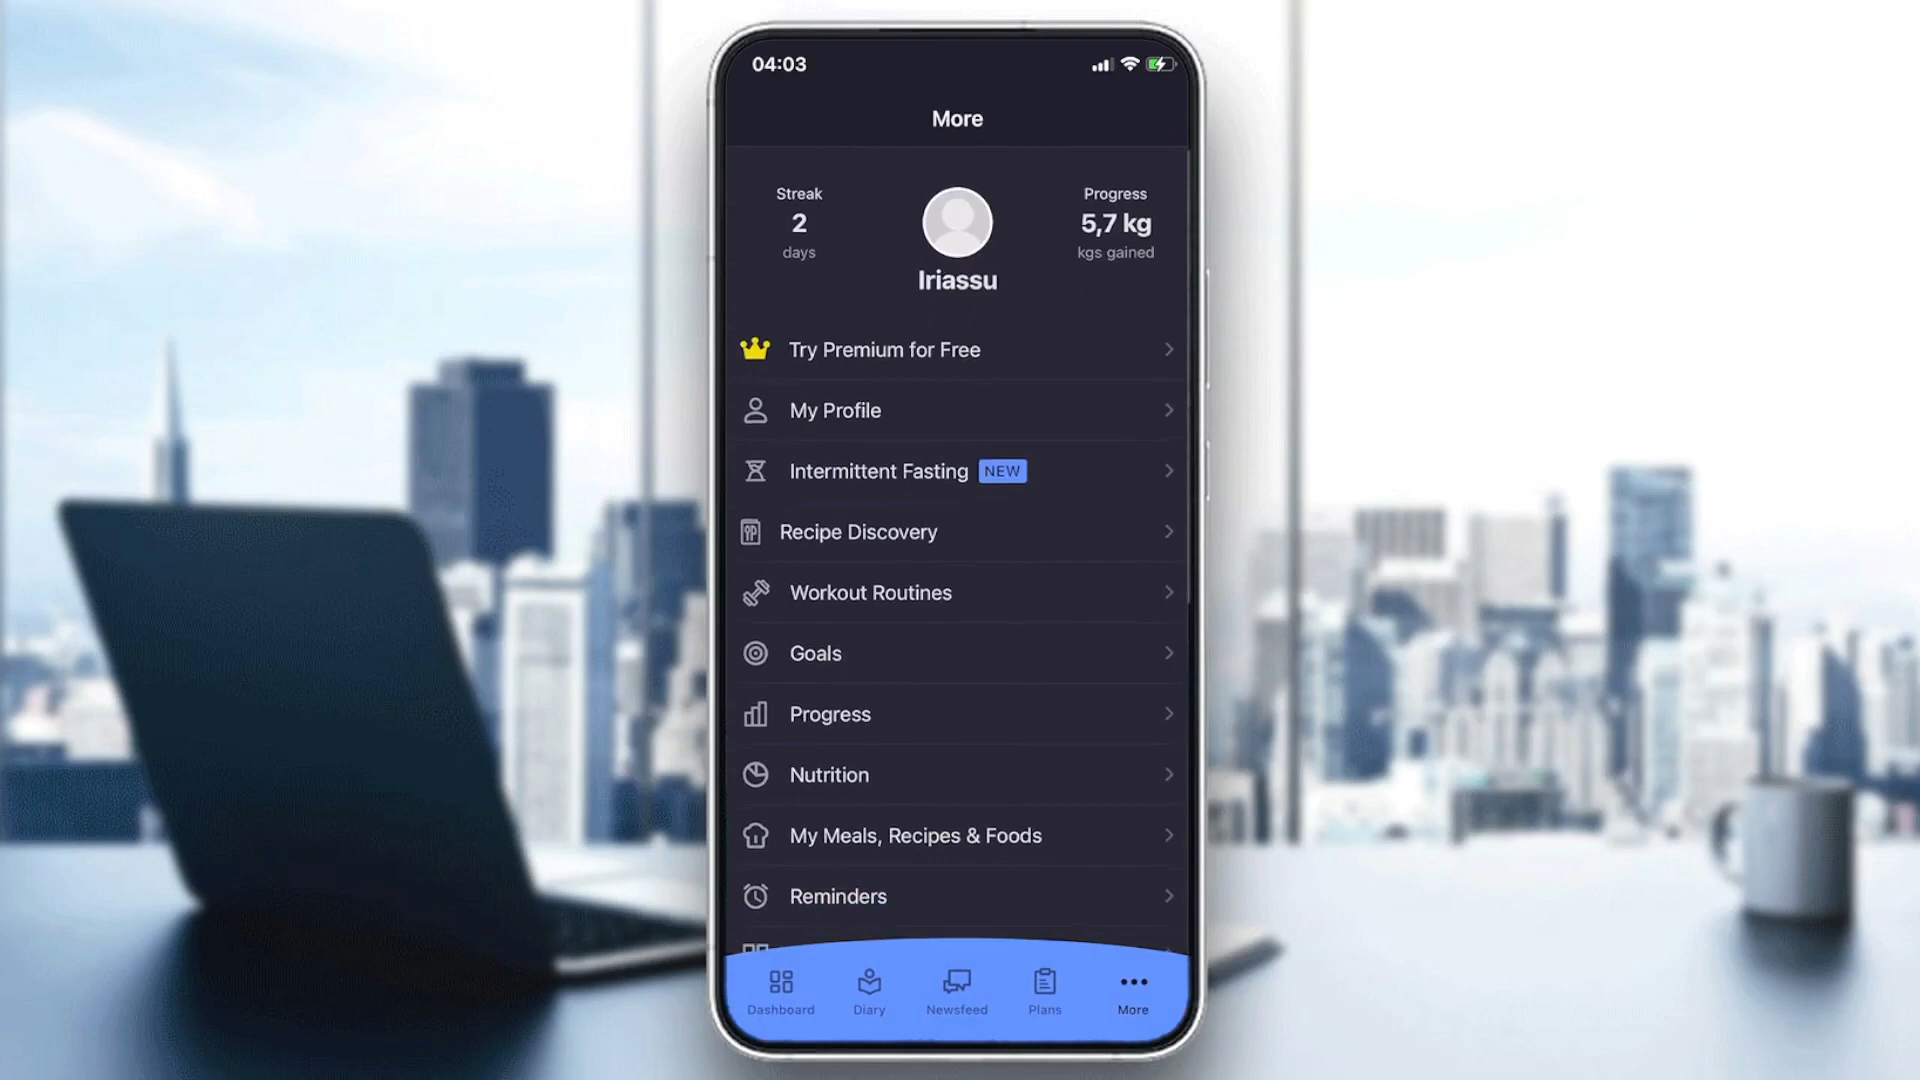 04:03
More
Streak
2
days
Iriassu
Progress
5,7 kg
kgs gained
Try Premium for Free
My Profile
Intermittent Fasting NEW
Recipe Discovery
Workout Routines
Goals
Progress
Nutrition
My Meals, Recipes & Foods
Reminders
Dashboard
Diary
Newsfeed
Plans
More